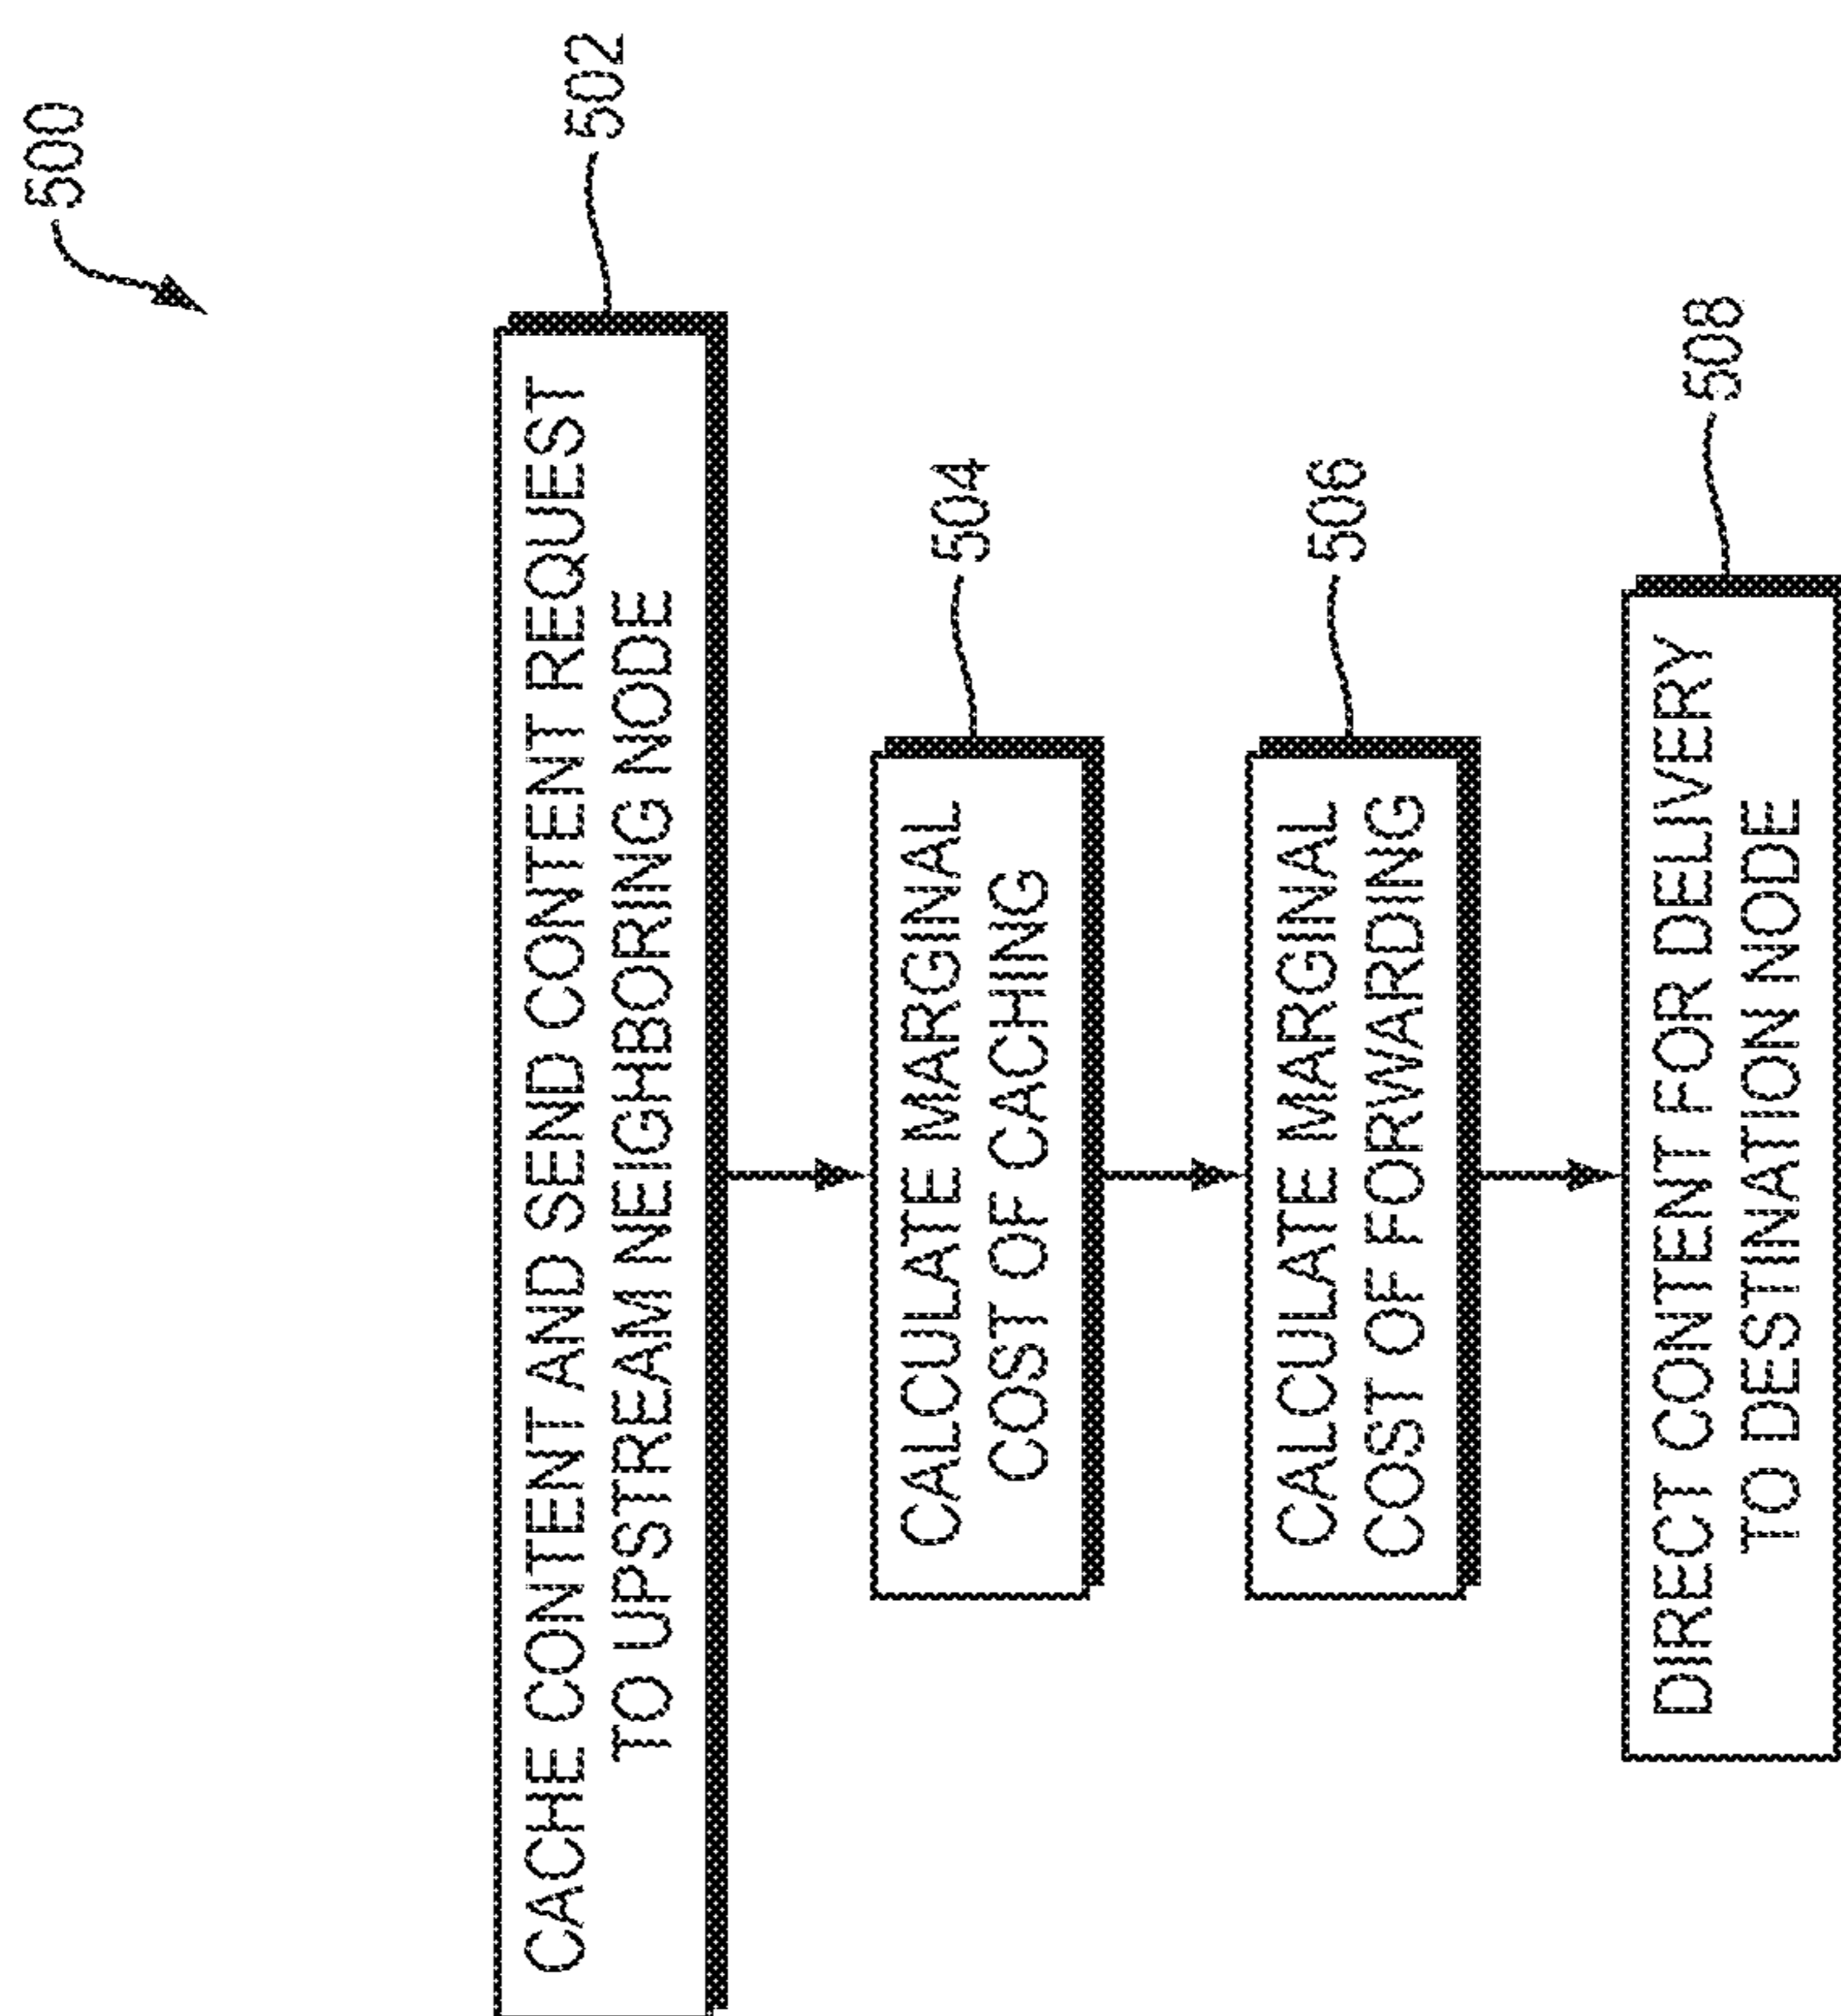 500
CACHE CONTENT AND SEND CONTENT REQUEST
TO UPSTREAM NEIGHBORING NODE
502
CALCULATE MARGINAL
COST OF CACHING
504
CALCULATE MARGINAL
COST OF FORWARDING
506
DIRECT CONTENT FOR DELIVERY
TO DESTINATION NODE
508